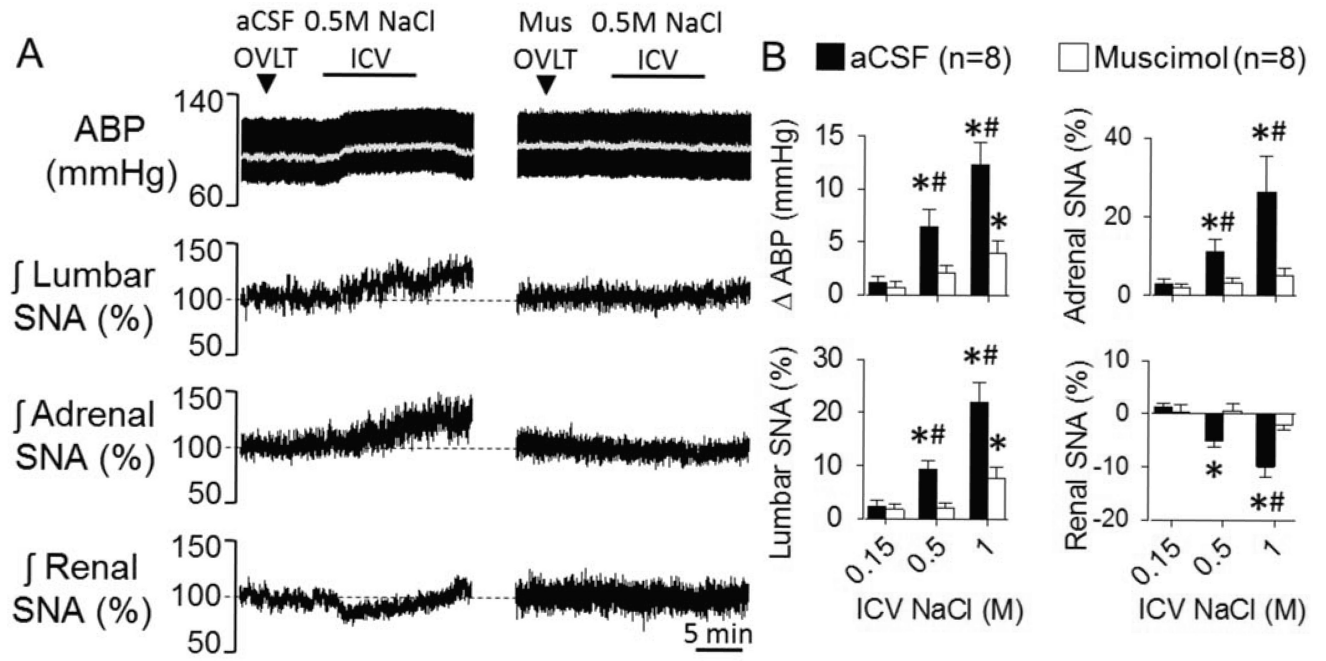 A
aCSF 0.5M NaCl
OVLT ICV
Mus 0.5M NaCl
OVLT ICV
ABP
(mmHg)
140
60
∫ Lumbar
SNA (%)
150
100
50
∫ Adrenal
SNA (%)
150
100
50
∫ Renal
SNA (%)
150
100
50
5 min
B
aCSF (n=8)
Muscimol (n=8)
Δ ABP (mmHg)
15
10
5
0
*#
*#
*
Adrenal SNA (%)
40
20
0
*#
*#
Lumbar SNA (%)
30
20
10
0
*#
*#
*
0.15
0.5
1
ICV NaCl (M)
Renal SNA (%)
10
0
-10
-20
*
*#
0.15
0.5
1
ICV NaCl (M)